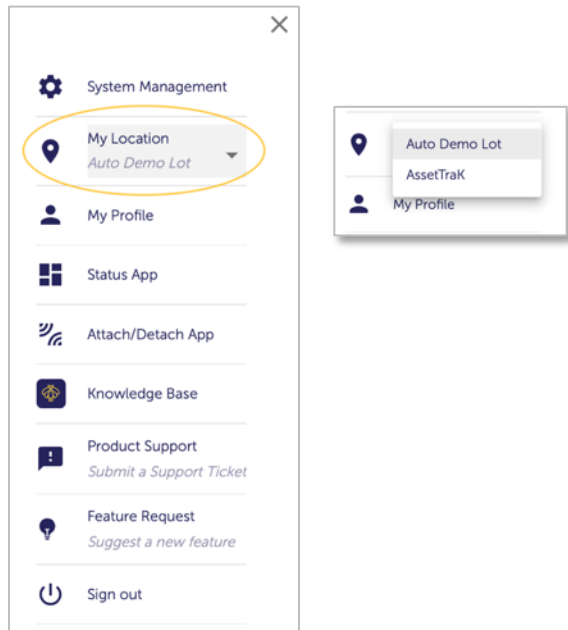 System Management
My Location
Auto Demo Lot
My Profile
Status App
Attach/Detach App
Knowledge Base
Product Support
Submit a Support Ticket
Feature Request
Suggest a new feature
Sign out
Auto Demo Lot
AssetTraK
My Profile